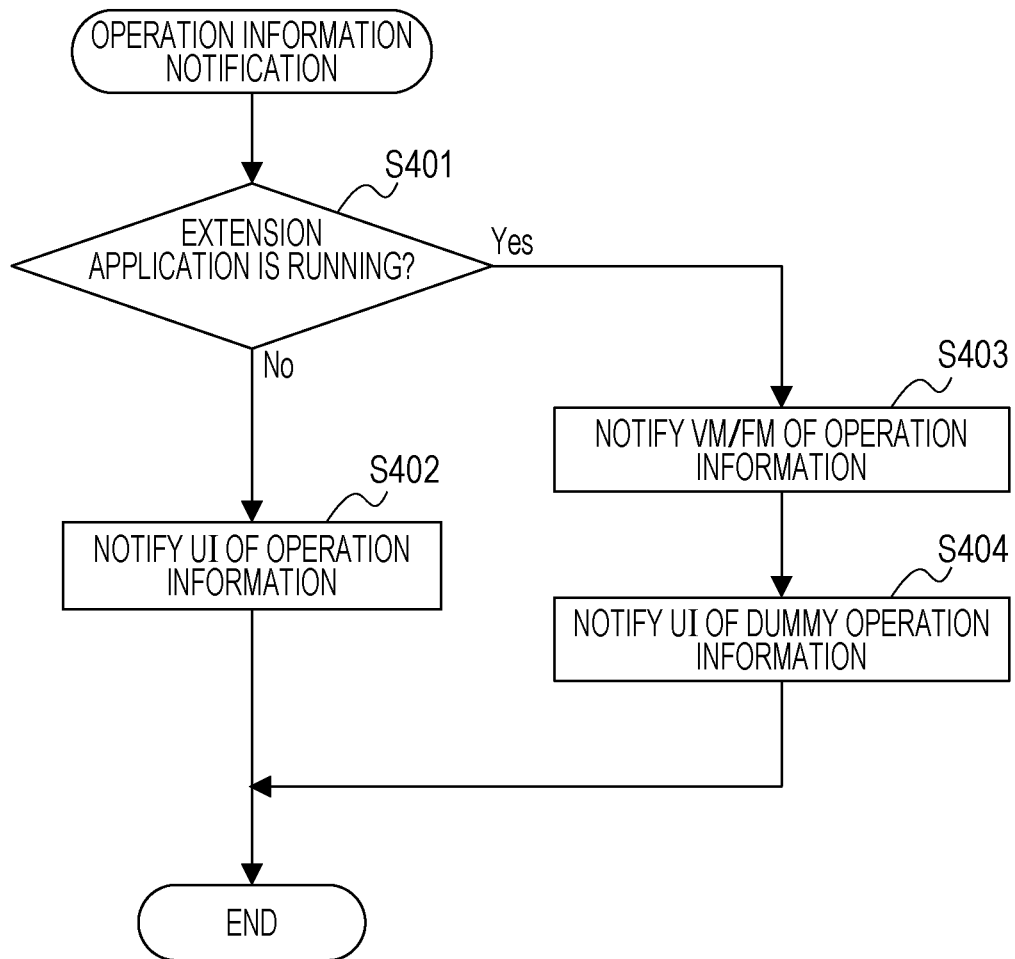 OPERATION INFORMATION
NOTIFICATION
S401
EXTENSION
APPLICATION IS RUNNING?
Yes
No
S403
NOTIFY VM/FM OF OPERATION
INFORMATION
S402
NOTIFY UI OF OPERATION
INFORMATION
S404
NOTIFY UI OF DUMMY OPERATION
INFORMATION
END